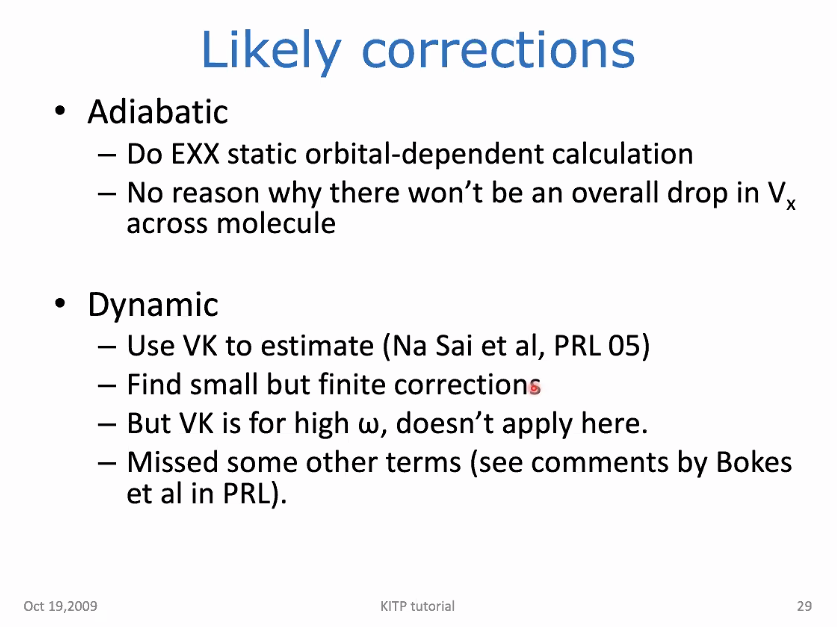 Likely corrections
• Adiabatic
– Do EXX static orbital-dependent calculation
– No reason why there won't be an overall drop in Vx
across molecule
• Dynamic
– Use VK to estimate (Na Sai et al, PRL 05)
– Find small but finite corrections
– But VK is for high ω, doesn't apply here.
– Missed some other terms (see comments by Bokes
et al in PRL).
Oct 19,2009
KITP tutorial
29